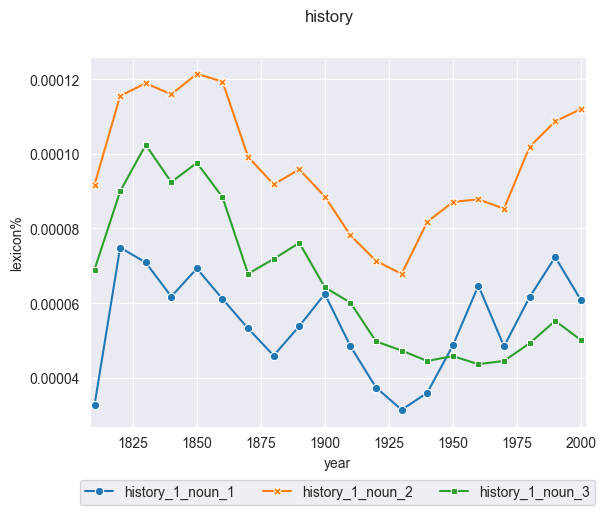 history
0.00012
0.00010
0.00008
0.00006
0.00004
lexicon%
1825 1850 1875 1900 1925 1950 1975 2000
year
history_1_noun_1 history_1_noun_2 history_1_noun_3